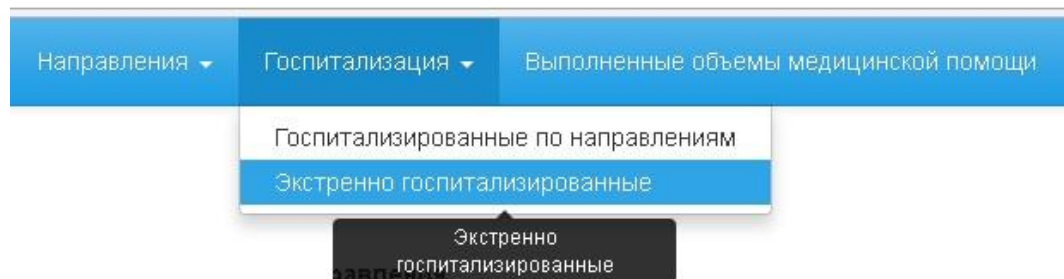 Направления Госпитализация Выполненные объемы медицинской помощи
Госпитализированные по направлениям
Экстренно госпитализированные
Экстренно
госпитализированные